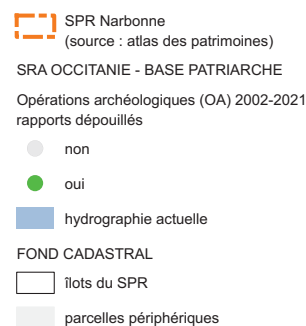 SPR Narbonne
(source : atlas des patrimoines)
SRA OCCITANIE - BASE PATRIARCHE
Opérations archéologiques (OA) 2002-2021
rapports dépouillés
non
oui
hydrographie actuelle
FOND CADASTRAL
îlots du SPR
parcelles périphériques